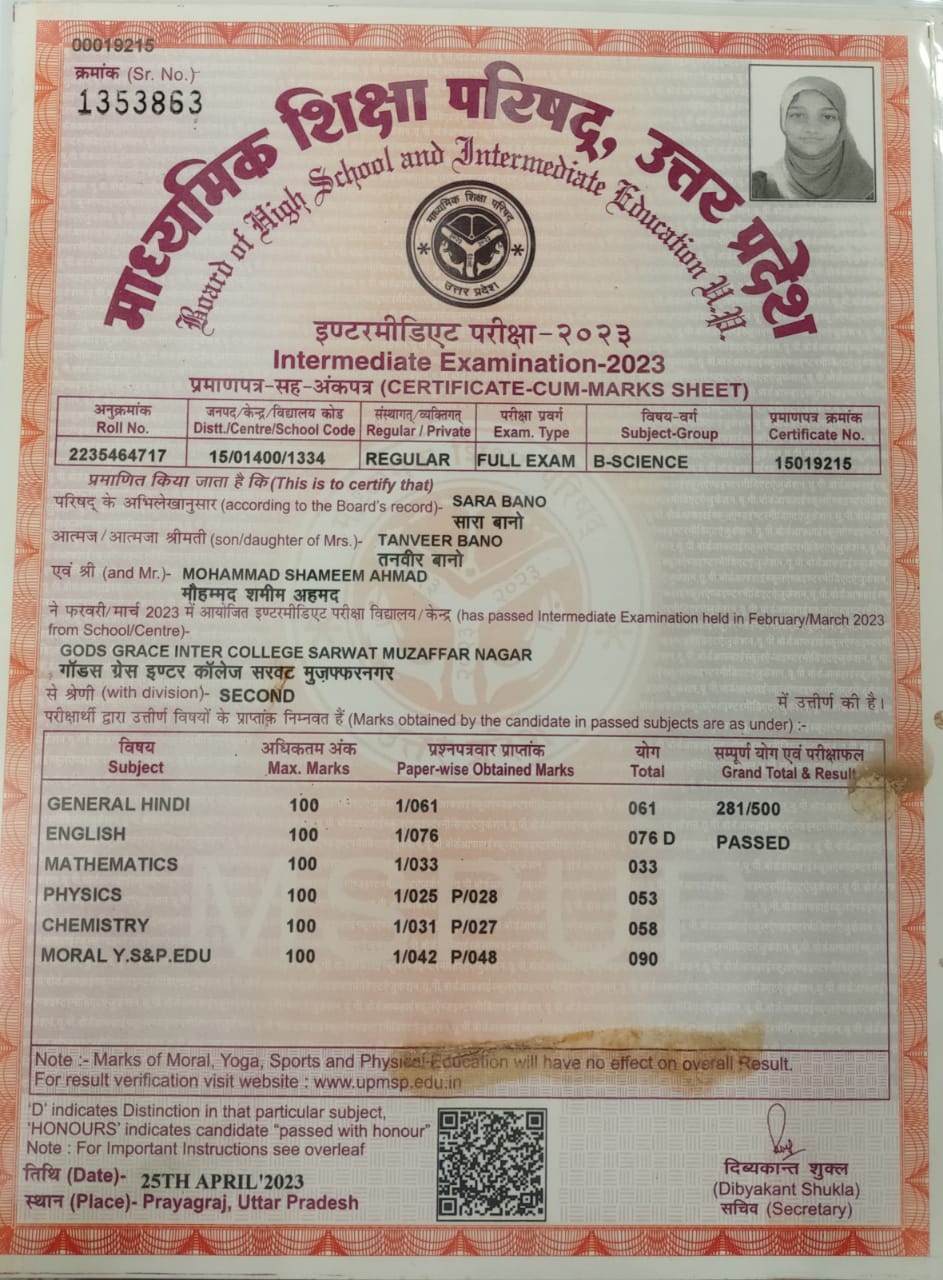 00019215
क्रमांक (Sr. No.)-
1353863
माध्यमिक शिक्षा परिषद्, उत्तर प्रदेश
Board of High School and Intermediate Education U.P.
माध्यमिक शिक्षा परिषद
उत्तर प्रदेश
इण्टरमीडिएट परीक्षा-२०२३
Intermediate Examination-2023
प्रमाणपत्र-सह-अंकपत्र (CERTIFICATE-CUM-MARKS SHEET)
अनुक्रमांक जनपद/केन्द्र/विद्यालय कोड संस्थागत्/व्यक्तिगत् परीक्षा प्रवर्ग विषय-वर्ग प्रमाणपत्र क्रमांक
Roll No. Distt./Centre/School Code Regular / Private Exam. Type Subject-Group Certificate No.
2235464717 15/01400/1334 REGULAR FULL EXAM B-SCIENCE 15019215
प्रमाणित किया जाता है कि (This is to certify that)
परिषद् के अभिलेखानुसार (according to the Board's record)- SARA BANO
सारा बानो
आत्मज/आत्मजा श्रीमती (son/daughter of Mrs.)- TANVEER BANO
तनवीर बानो
एवं श्री (and Mr.)- MOHAMMAD SHAMEEM AHMAD
मौहम्मद शमीम अहमद
ने फरवरी/मार्च 2023 में आयोजित इण्टरमीडिएट परीक्षा विद्यालय/केन्द्र (has passed Intermediate Examination held in February/March 2023
from School/Centre)-
GODS GRACE INTER COLLEGE SARWAT MUZAFFAR NAGAR
गॉडस ग्रेस इण्टर कॉलेज सरवट मुज़फ्फरनगर
से श्रेणी (with division)- SECOND में उत्तीर्ण की है।
परीक्षार्थी द्वारा उत्तीर्ण विषयों के प्राप्तांक निम्नवत हैं (Marks obtained by the candidate in passed subjects are as under) :-
विषय अधिकतम अंक प्रश्नपत्रवार प्राप्तांक योग सम्पूर्ण योग एवं परीक्षाफल
Subject Max. Marks Paper-wise Obtained Marks Total Grand Total & Result
GENERAL HINDI 100 1/061 061 281/500
ENGLISH 100 1/076 076 D PASSED
MATHEMATICS 100 1/033 033
PHYSICS 100 1/025 P/028 053
CHEMISTRY 100 1/031 P/027 058
MORAL Y.S&P.EDU 100 1/042 P/048 090
MSPUP
Note :- Marks of Moral, Yoga, Sports and Physical Education will have no effect on overall Result.
For result verification visit website : www.upmsp.edu.in
'D' indicates Distinction in that particular subject,
'HONOURS' indicates candidate "passed with honour"
Note : For Important Instructions see overleaf
तिथि (Date)- 25TH APRIL'2023
स्थान (Place)- Prayagraj, Uttar Pradesh
दिब्यकान्त शुक्ल
(Dibyakant Shukla)
सचिव (Secretary)